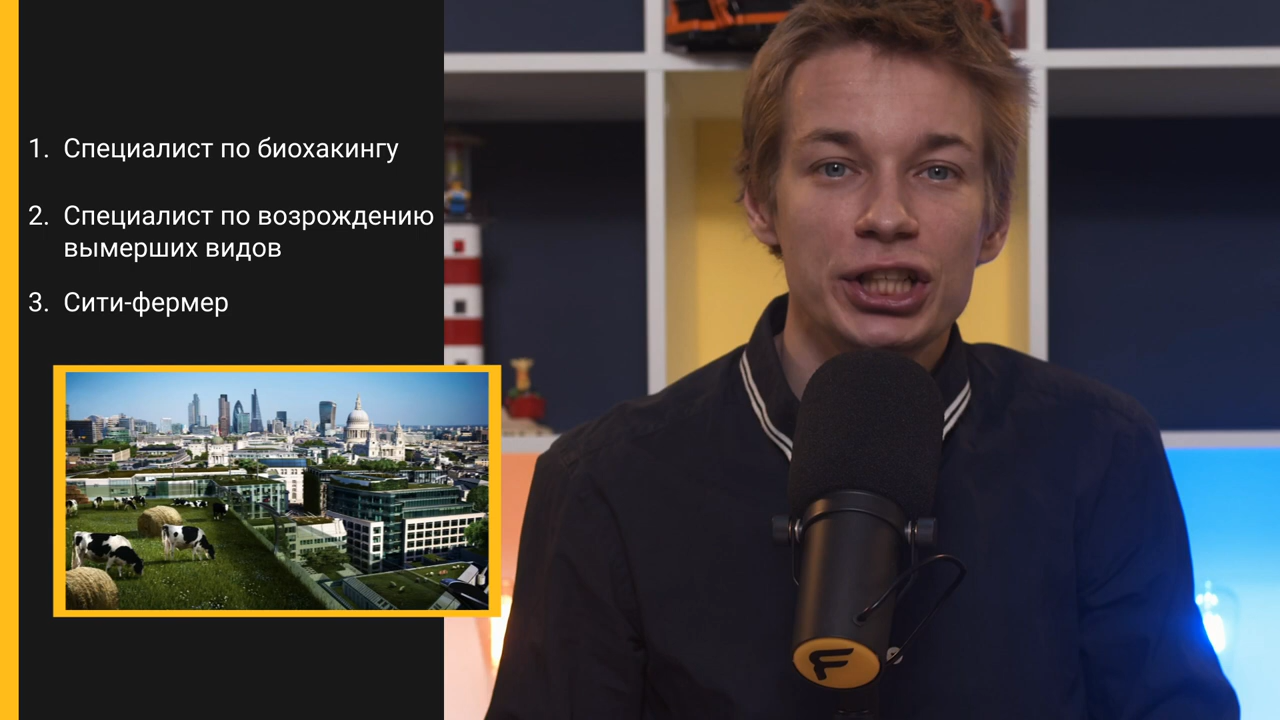 1. Специалист по биохакингу
2. Специалист по возрождению
вымерших видов
3. Сити-фермер